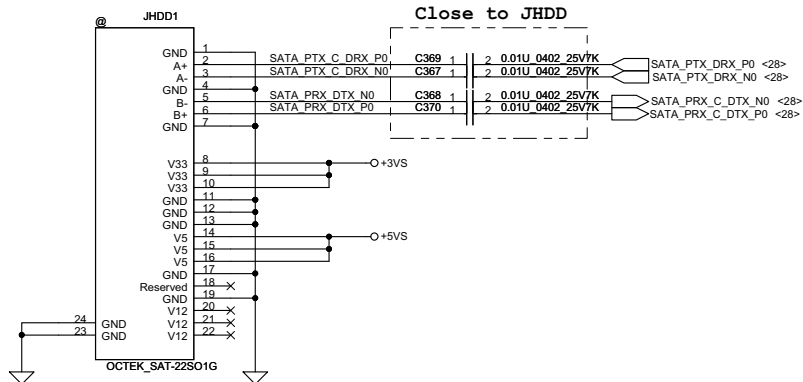 Close to JHDD
@ JHDD1
GND 1
A+ 2 SATA_PTX_C_DRX_P0 C369 1 2 0.01U_0402_25V7K SATA_PTX_DRX_P0 <28>
A- 3 SATA_PTX_C_DRX_N0 C367 1 2 0.01U_0402_25V7K SATA_PTX_DRX_N0 <28>
GND 4
B- 5 SATA_PRX_DTX_N0 C368 1 2 0.01U_0402_25V7K SATA_PRX_C_DTX_N0 <28>
B+ 6 SATA_PRX_DTX_P0 C370 1 2 0.01U_0402_25V7K SATA_PRX_C_DTX_P0 <28>
GND 7
V33 8 +3VS
V33 9
V33 10
GND 11
GND 12
GND 13
V5 14 +5VS
V5 15
V5 16
GND 17
Reserved 18
GND 19
V12 20
24 GND V12 21
23 GND V12 22
OCTEK_SAT-22SO1G